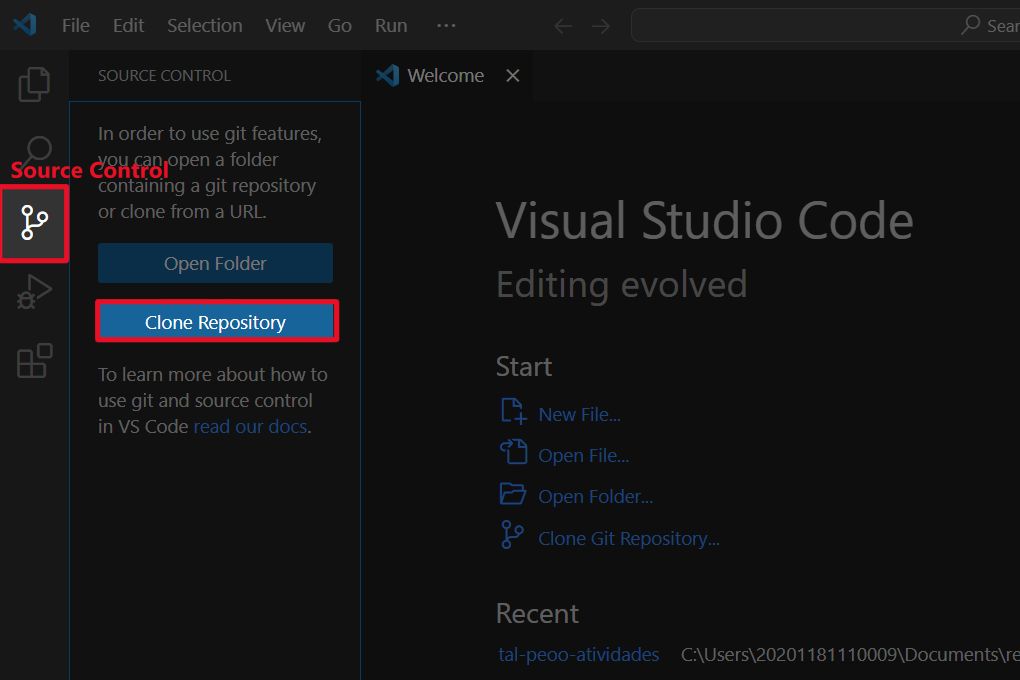 File Edit Selection View Go Run ··· Sear
SOURCE CONTROL
Welcome
In order to use git features,
you can open a folder
Source Control
containing a git repository
or clone from a URL.
Open Folder
Clone Repository
To learn more about how to
use git and source control
in VS Code read our docs.
Visual Studio Code
Editing evolved
Start
New File...
Open File...
Open Folder...
Clone Git Repository...
Recent
tal-peoo-atividades C:\Users\20201181110009\Documents\re